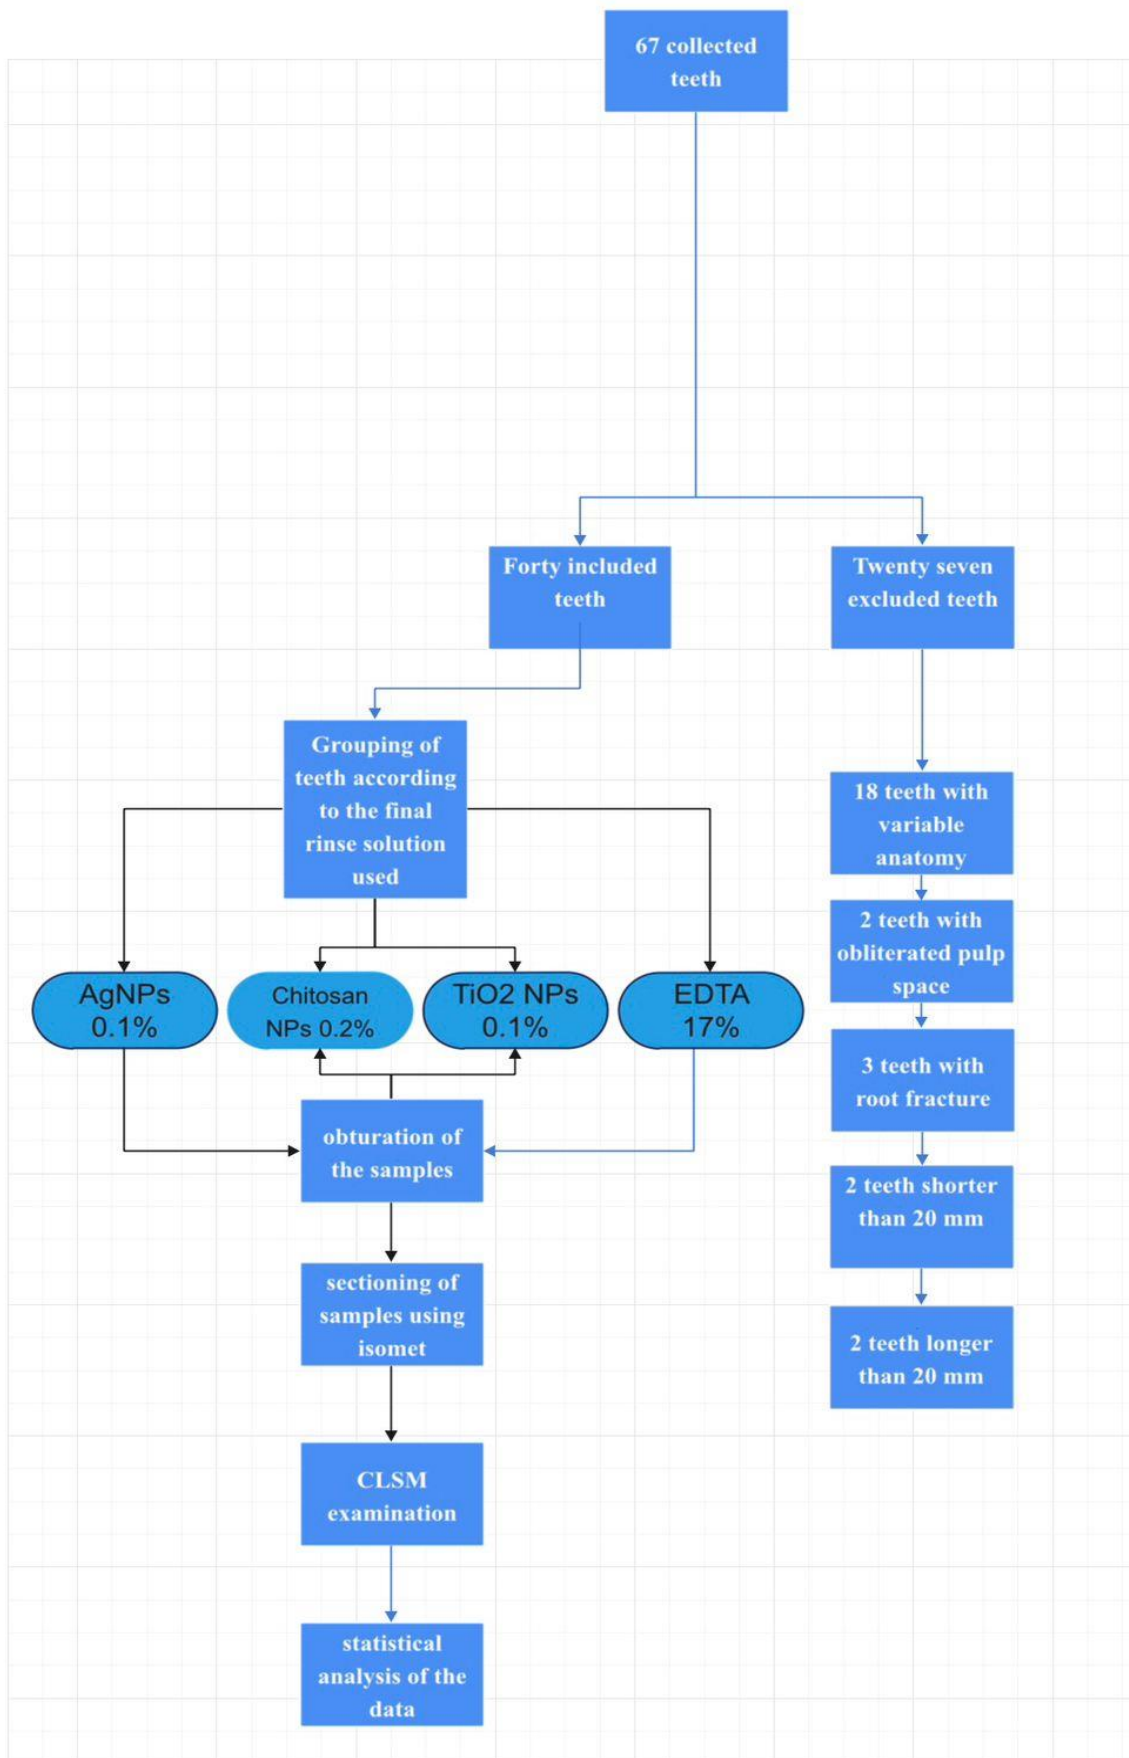 67 collected
teeth
Forty included
teeth
Twenty seven
excluded teeth
Grouping of
teeth according
to the final
rinse solution
used
18 teeth with
variable
anatomy
2 teeth with
obliterated pulp
space
AgNPs
0.1%
Chitosan
NPs 0.2%
TiO2 NPs
0.1%
EDTA
17%
3 teeth with
root fracture
obturation of
the samples
2 teeth shorter
than 20 mm
sectioning of
samples using
isomet
2 teeth longer
than 20 mm
CLSM
examination
statistical
analysis of the
data